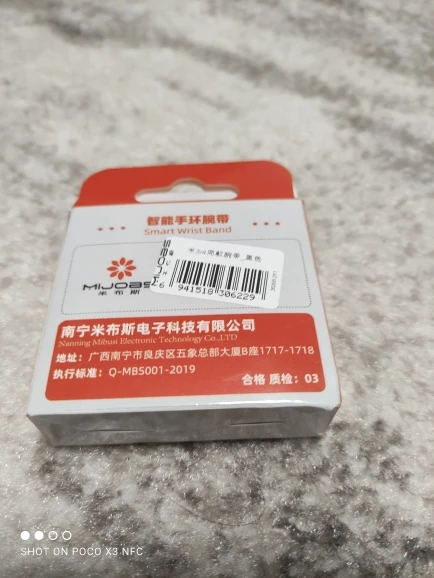 智能手环腕带
Smart Wrist Band
MIJOBS
米布斯
6 941518 306229
南宁米布斯电子科技有限公司
Nanning Mibusi Electronic Technology Co.,LTD
地址：广西南宁市良庆区五象总部大厦B座1717-1718
执行标准：Q-MBS001-2019
合格 质检：03
SHOT ON POCO X3 NFC